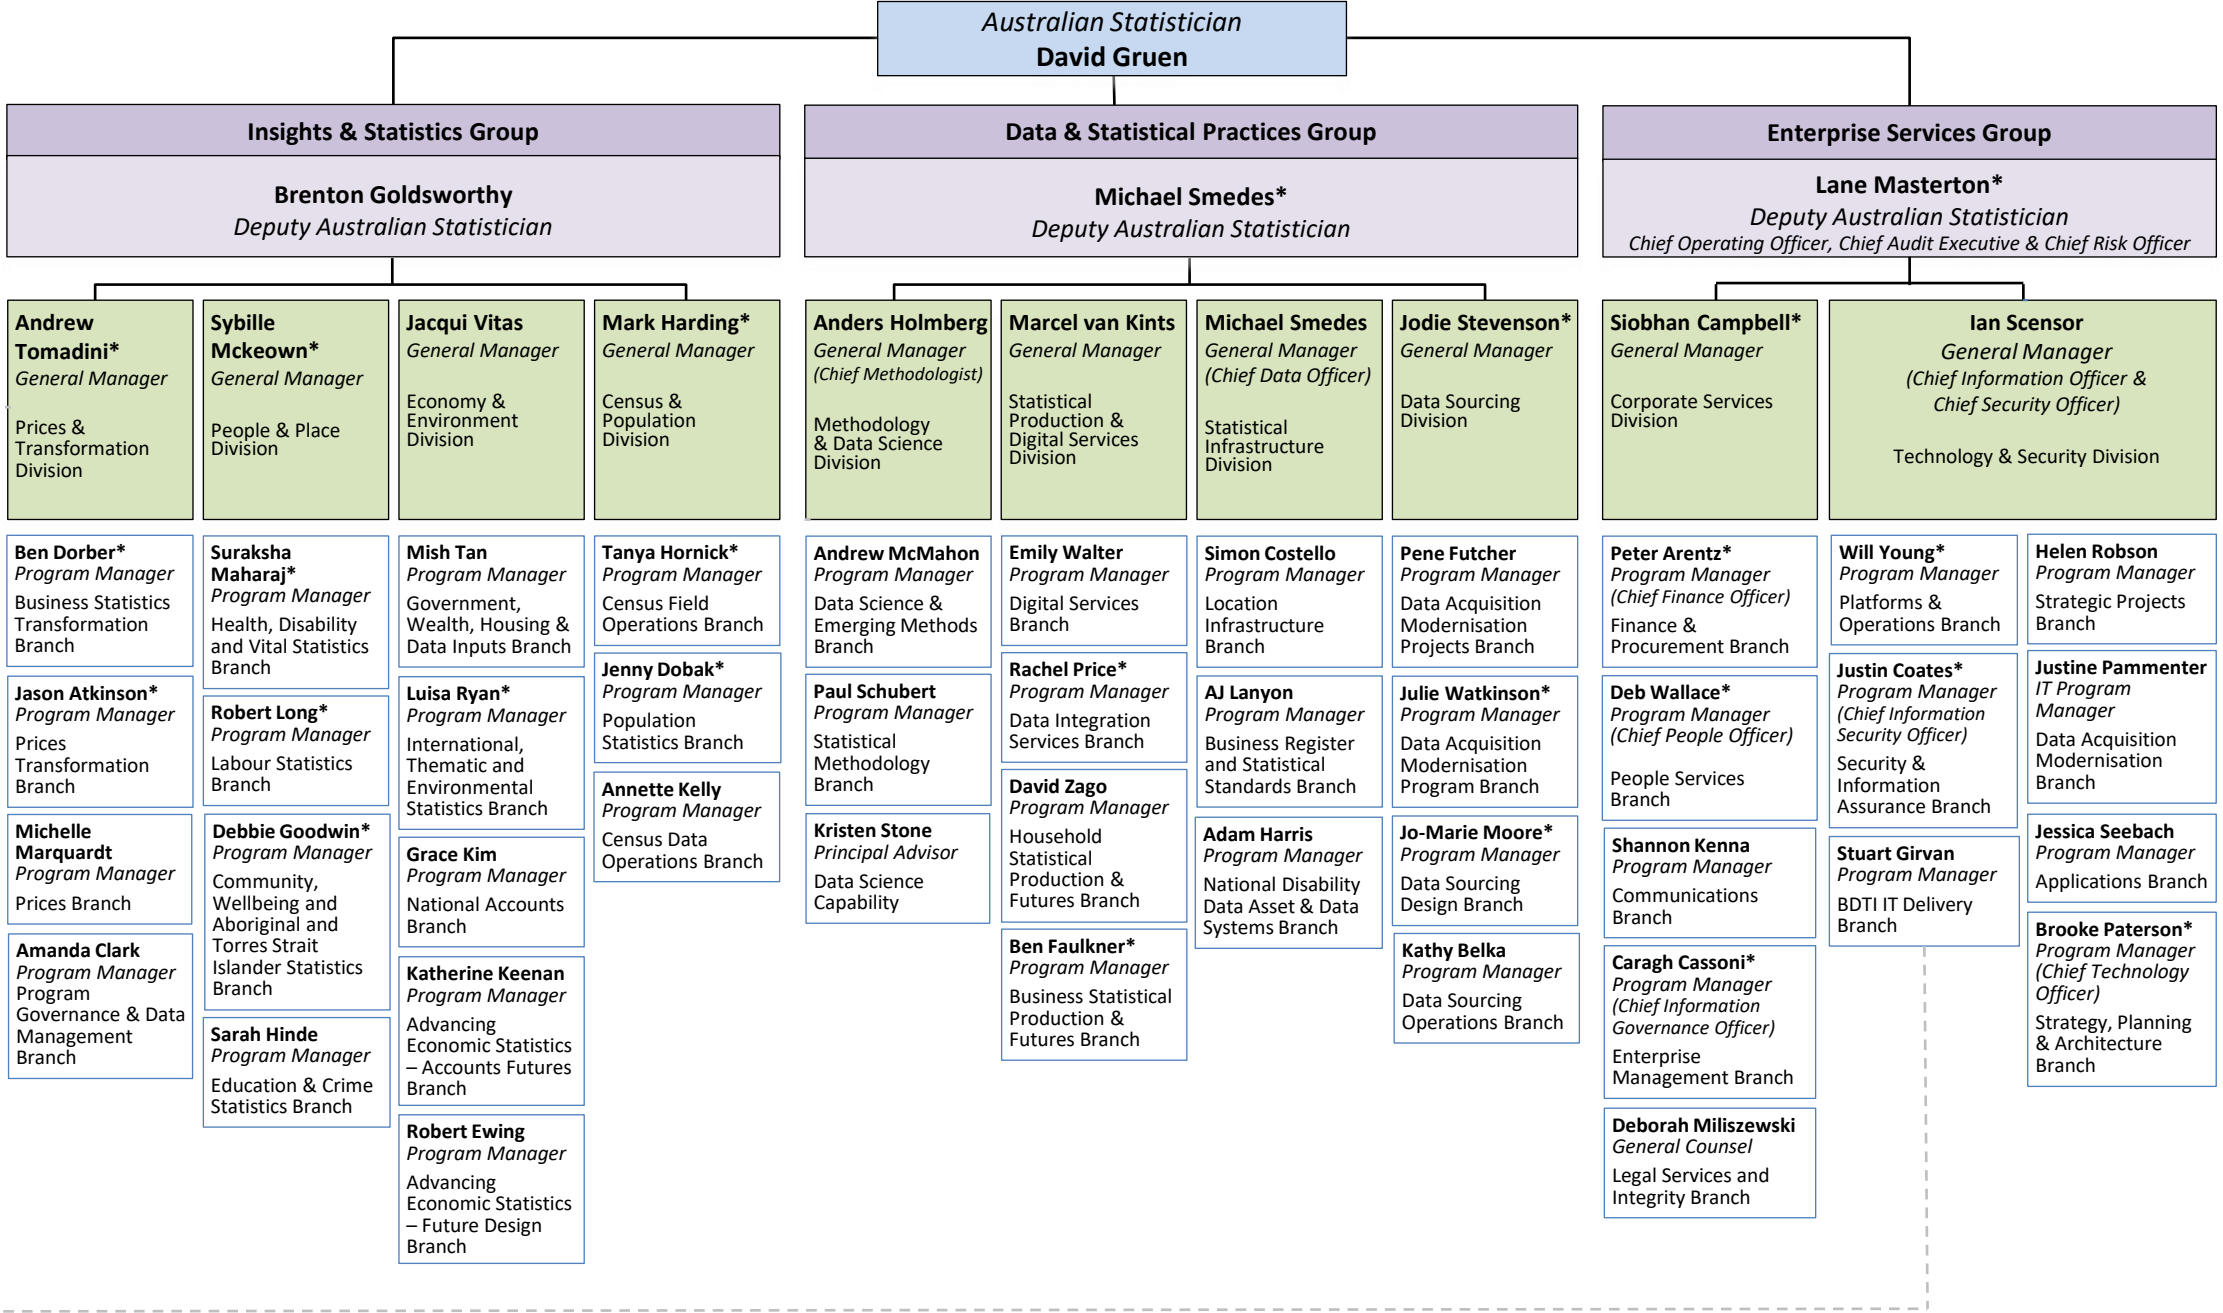 Australian Statistician
David Gruen
Insights & Statistics Group
Brenton Goldsworthy
Deputy Australian Statistician
Data & Statistical Practices Group
Michael Smedes*
Deputy Australian Statistician
Enterprise Services Group
Lane Masterton*
Deputy Australian Statistician
Chief Operating Officer, Chief Audit Executive & Chief Risk Officer
Andrew
Tomadini*
General Manager
Prices &
Transformation
Division
Sybille
Mckeown*
General Manager
People & Place
Division
Jacqui Vitas
General Manager
Economy &
Environment
Division
Mark Harding*
General Manager
Census &
Population
Division
Anders Holmberg
General Manager
(Chief Methodologist)
Methodology
& Data Science
Division
Marcel van Kints
General Manager
Statistical
Production &
Digital Services
Division
Michael Smedes
General Manager
(Chief Data Officer)
Statistical
Infrastructure
Division
Jodie Stevenson*
General Manager
Data Sourcing
Division
Siobhan Campbell*
General Manager
Corporate Services
Division
Ian Scensor
General Manager
(Chief Information Officer &
Chief Security Officer)
Technology & Security Division
Ben Dorber*
Program Manager
Business Statistics
Transformation
Branch
Jason Atkinson*
Program Manager
Prices
Transformation
Branch
Michelle
Marquardt
Program Manager
Prices Branch
Amanda Clark
Program Manager
Program
Governance & Data
Management
Branch
Suraksha
Maharaj*
Program Manager
Health, Disability
and Vital Statistics
Branch
Robert Long*
Program Manager
Labour Statistics
Branch
Debbie Goodwin*
Program Manager
Community,
Wellbeing and
Aboriginal and
Torres Strait
Islander Statistics
Branch
Sarah Hinde
Program Manager
Education & Crime
Statistics Branch
Mish Tan
Program Manager
Government,
Wealth, Housing &
Data Inputs Branch
Luisa Ryan*
Program Manager
International,
Thematic and
Environmental
Statistics Branch
Grace Kim
Program Manager
National Accounts
Branch
Katherine Keenan
Program Manager
Advancing
Economic Statistics
– Accounts Futures
Branch
Robert Ewing
Program Manager
Advancing
Economic Statistics
– Future Design
Branch
Tanya Hornick*
Program Manager
Census Field
Operations Branch
Jenny Dobak*
Program Manager
Population
Statistics Branch
Annette Kelly
Program Manager
Census Data
Operations Branch
Andrew McMahon
Program Manager
Data Science &
Emerging Methods
Branch
Paul Schubert
Program Manager
Statistical
Methodology
Branch
Kristen Stone
Principal Advisor
Data Science
Capability
Emily Walter
Program Manager
Digital Services
Branch
Rachel Price*
Program Manager
Data Integration
Services Branch
David Zago
Program Manager
Household
Statistical
Production &
Futures Branch
Ben Faulkner*
Program Manager
Business Statistical
Production &
Futures Branch
Simon Costello
Program Manager
Location
Infrastructure
Branch
AJ Lanyon
Program Manager
Business Register
and Statistical
Standards Branch
Adam Harris
Program Manager
National Disability
Data Asset & Data
Systems Branch
Pene Futcher
Program Manager
Data Acquisition
Modernisation
Projects Branch
Julie Watkinson*
Program Manager
Data Acquisition
Modernisation
Program Branch
Jo-Marie Moore*
Program Manager
Data Sourcing
Design Branch
Kathy Belka
Program Manager
Data Sourcing
Operations Branch
Peter Arentz*
Program Manager
(Chief Finance Officer)
Finance &
Procurement Branch
Deb Wallace*
Program Manager
(Chief People Officer)
People Services
Branch
Shannon Kenna
Program Manager
Communications
Branch
Caragh Cassoni*
Program Manager
(Chief Information
Governance Officer)
Enterprise
Management Branch
Deborah Miliszewski
General Counsel
Legal Services and
Integrity Branch
Will Young*
Program Manager
Platforms &
Operations Branch
Justin Coates*
Program Manager
(Chief Information
Security Officer)
Security &
Information
Assurance Branch
Stuart Girvan
Program Manager
BDTI IT Delivery
Branch
Helen Robson
Program Manager
Strategic Projects
Branch
Justine Pammenter
IT Program
Manager
Data Acquisition
Modernisation
Branch
Jessica Seebach
Program Manager
Applications Branch
Brooke Paterson*
Program Manager
(Chief Technology
Officer)
Strategy, Planning
& Architecture
Branch